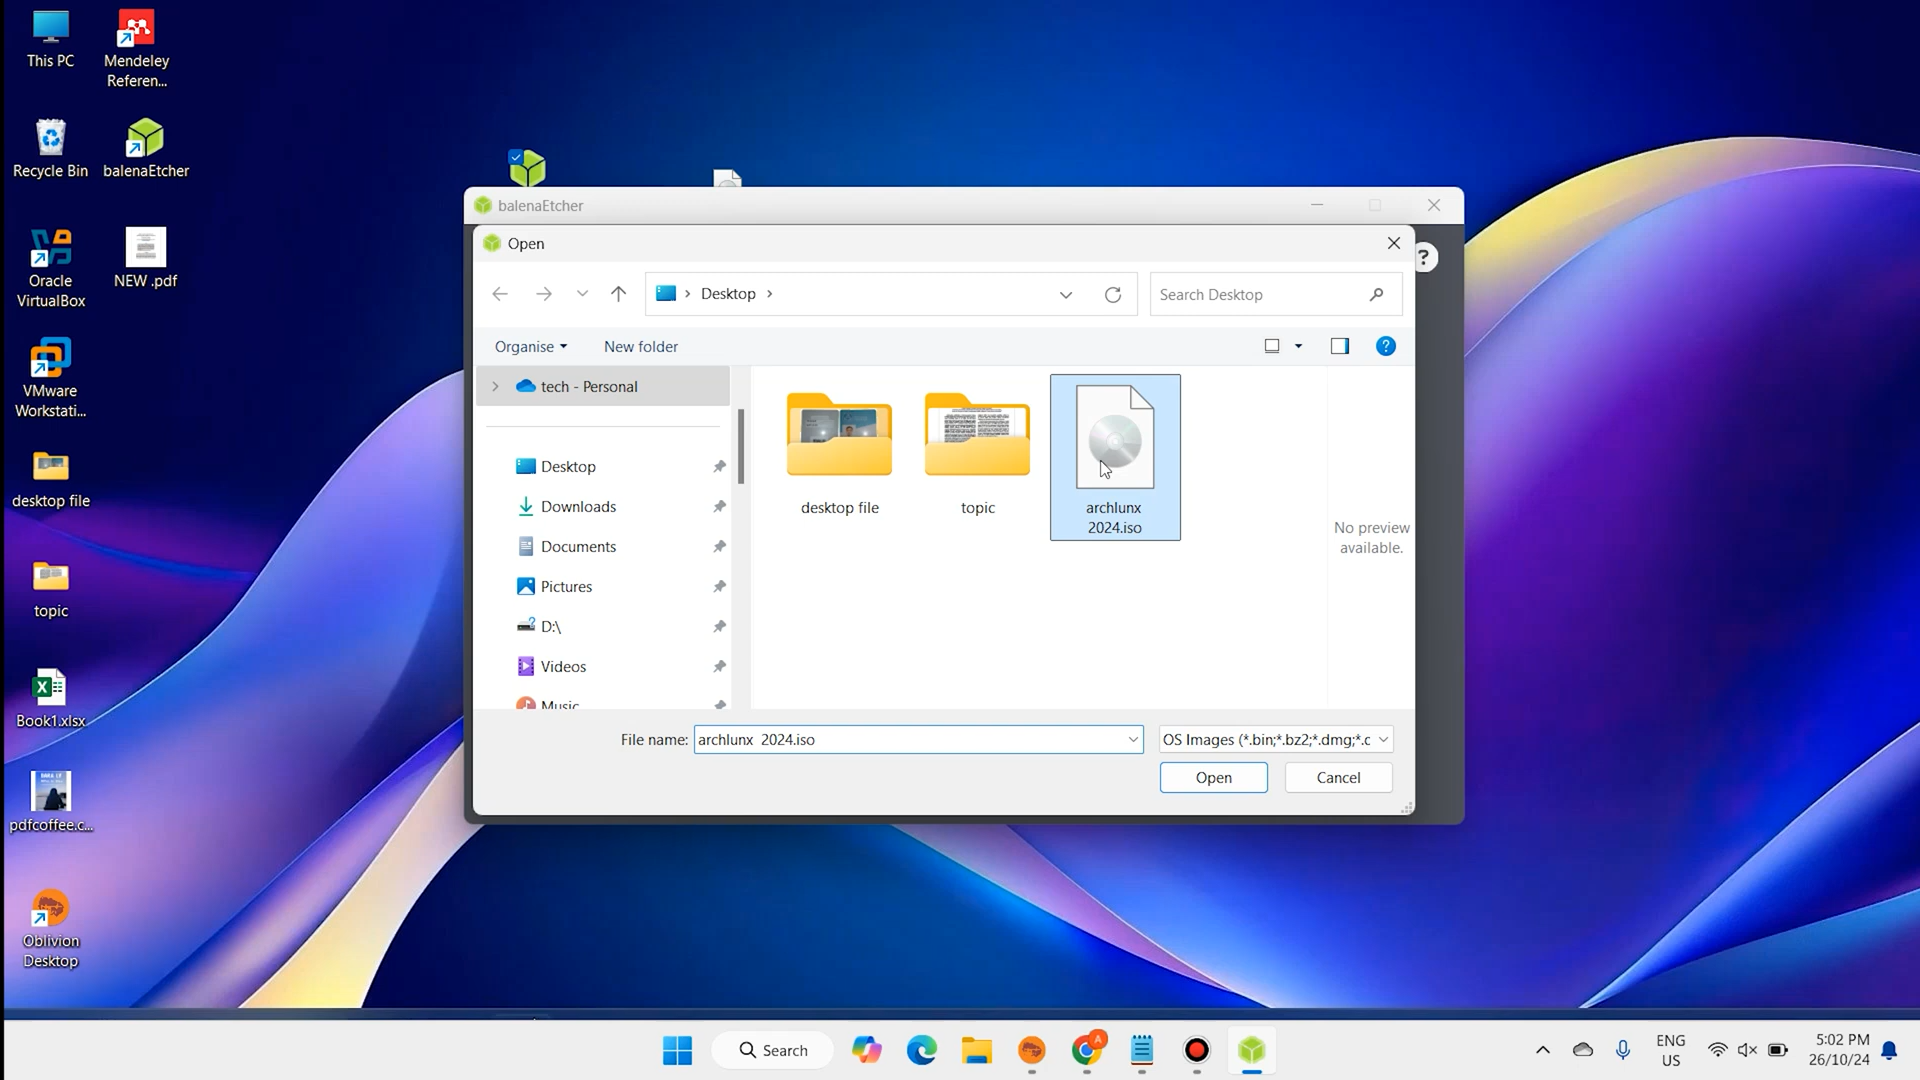 This PC
Mendeley
Referen...
Recycle Bin
balenaEtcher
Oracle
VirtualBox
NEW .pdf
VMware
Workstati...
desktop file
topic
Book1.xlsx
pdfcoffee.c...
Oblivion
Desktop
balenaEtcher
Open
Desktop
Search Desktop
Organise
New folder
tech - Personal
Desktop
Downloads
Documents
Pictures
D:\
Videos
Music
desktop file
topic
archlunx
2024.iso
No preview
available.
File name:
archlunx  2024.iso
OS Images (*.bin;*.bz2;*.dmg;*.c
Open
Cancel
Search
A
ENG
US
5:02 PM
26/10/24